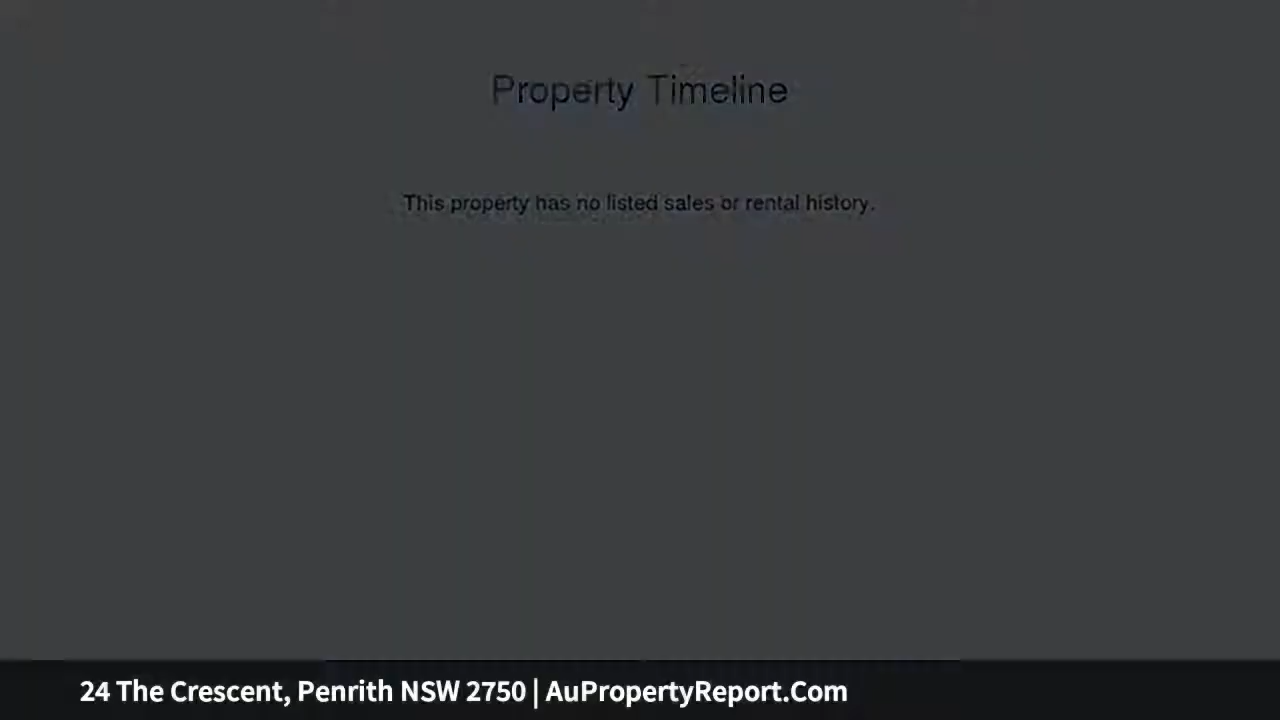 Property Timeline
This property has no listed sales or rental history.
24 The Crescent, Penrith NSW 2750 | AuPropertyReport.Com